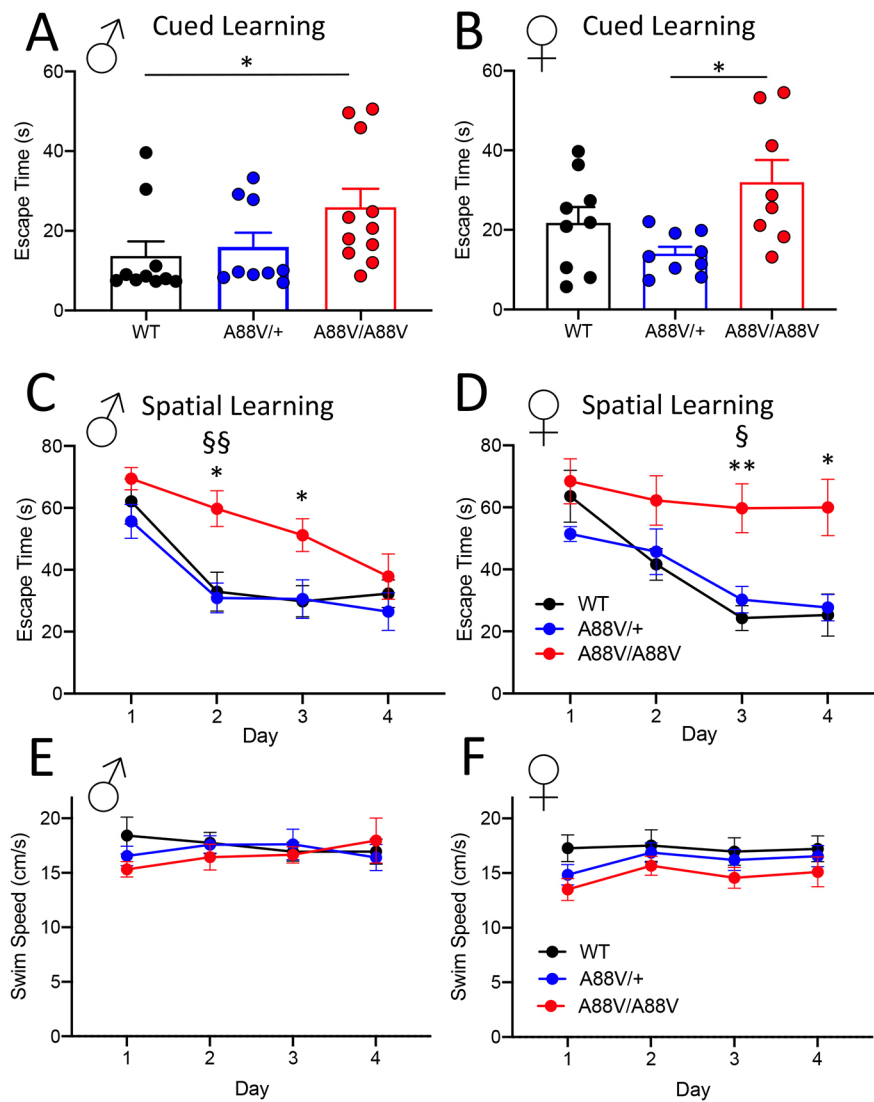 A Cued Learning
Escape Time (s)
60
40
20
0
*
WT A88V/+ A88V/A88V
B Cued Learning
Escape Time (s)
60
40
20
0
*
WT A88V/+ A88V/A88V
C Spatial Learning
Escape Time (s)
80
60
40
20
0
§§
* *
1 2 3 4
Day
D Spatial Learning
Escape Time (s)
80
60
40
20
0
§
** *
WT
A88V/+
A88V/A88V
1 2 3 4
Day
E
Swim Speed (cm/s)
20
15
10
5
0
1 2 3 4
Day
F
Swim Speed (cm/s)
20
15
10
5
0
WT
A88V/+
A88V/A88V
1 2 3 4
Day